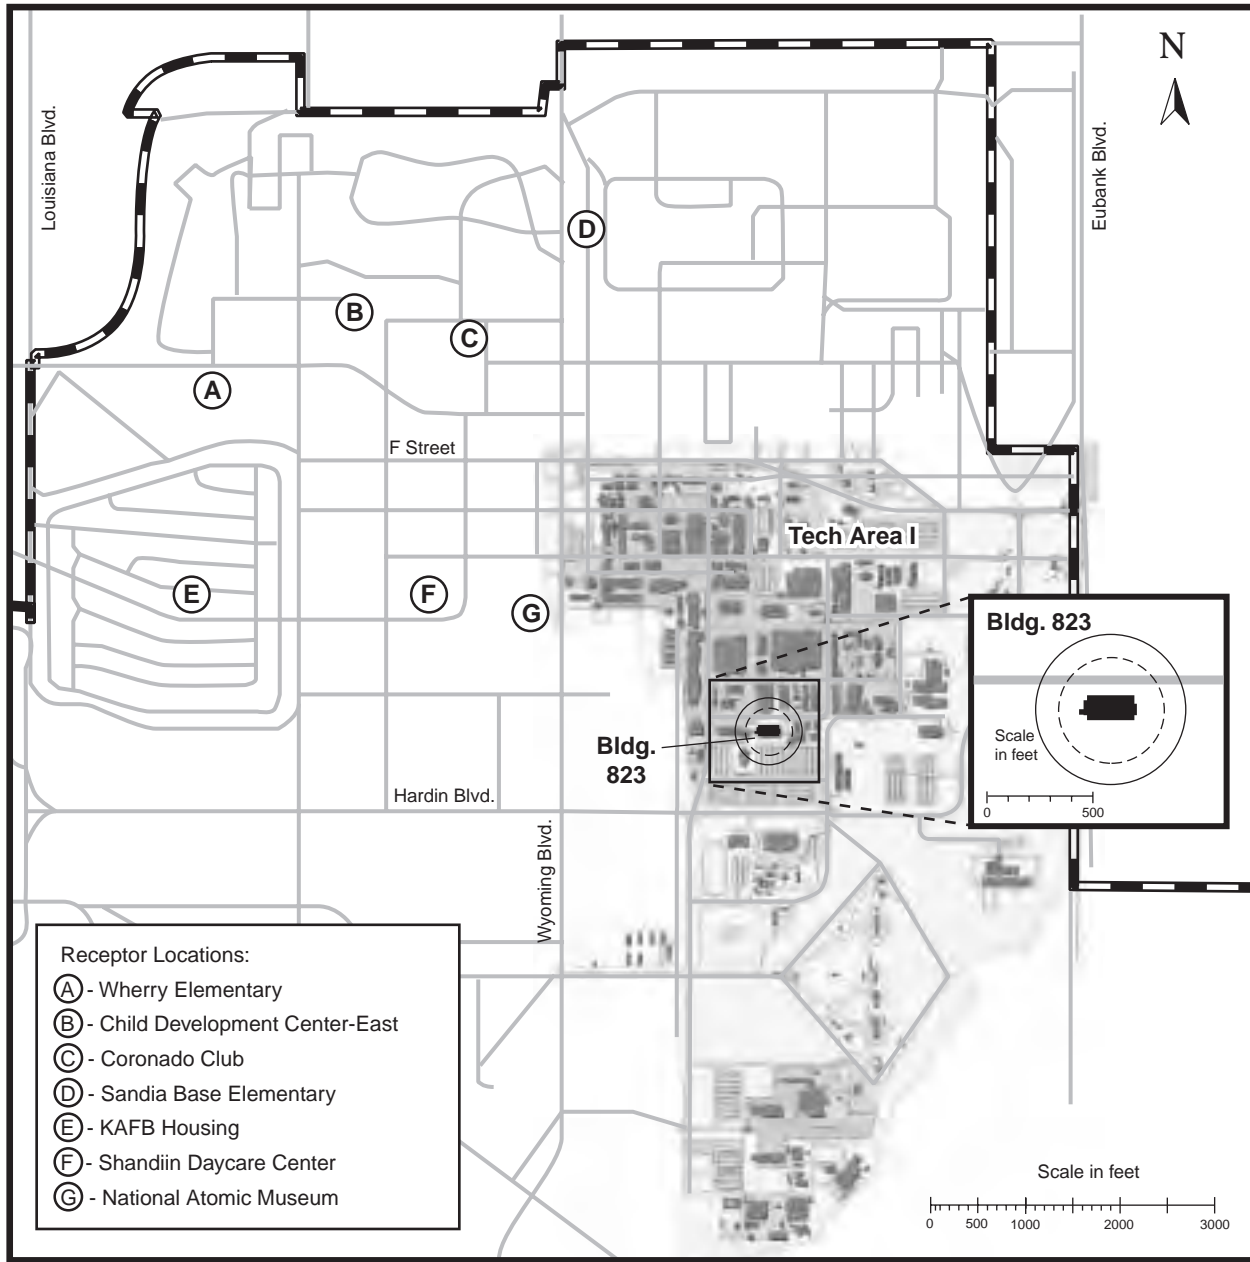 N
Louisiana Blvd.
Eubank Blvd.
D
B
C
A
F Street
Tech Area I
E
F
G
Bldg. 823
Scale
in feet
0 500
Bldg.
823
Hardin Blvd.
Wyoming Blvd.
Receptor Locations:
A - Wherry Elementary
B - Child Development Center-East
C - Coronado Club
D - Sandia Base Elementary
E - KAFB Housing
F - Shandiin Daycare Center
G - National Atomic Museum
Scale in feet
0 500 1000 2000 3000